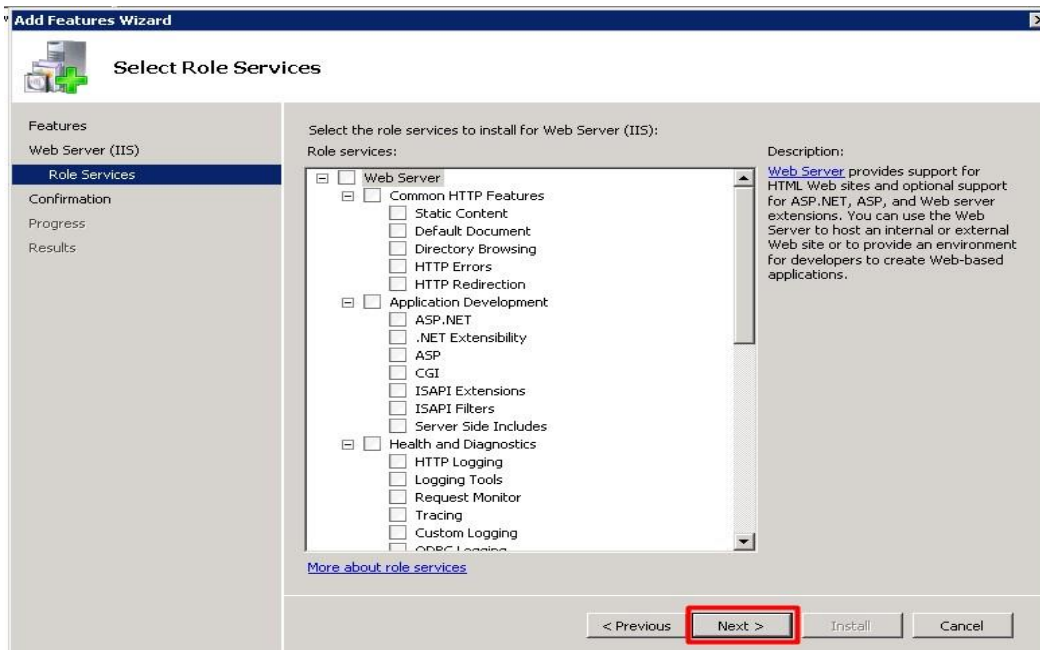 Add Features Wizard
Select Role Services
Features
Web Server (IIS)
Role Services
Confirmation
Progress
Results
Select the role services to install for Web Server (IIS):
Role services:
Web Server
Common HTTP Features
Static Content
Default Document
Directory Browsing
HTTP Errors
HTTP Redirection
Application Development
ASP.NET
.NET Extensibility
ASP
CGI
ISAPI Extensions
ISAPI Filters
Server Side Includes
Health and Diagnostics
HTTP Logging
Logging Tools
Request Monitor
Tracing
Custom Logging
ODBC Logging
More about role services
Description:
Web Server provides support for
HTML Web sites and optional support
for ASP.NET, ASP, and Web server
extensions. You can use the Web
Server to host an internal or external
Web site or to provide an environment
for developers to create Web-based
applications.
< Previous
Next >
Install
Cancel